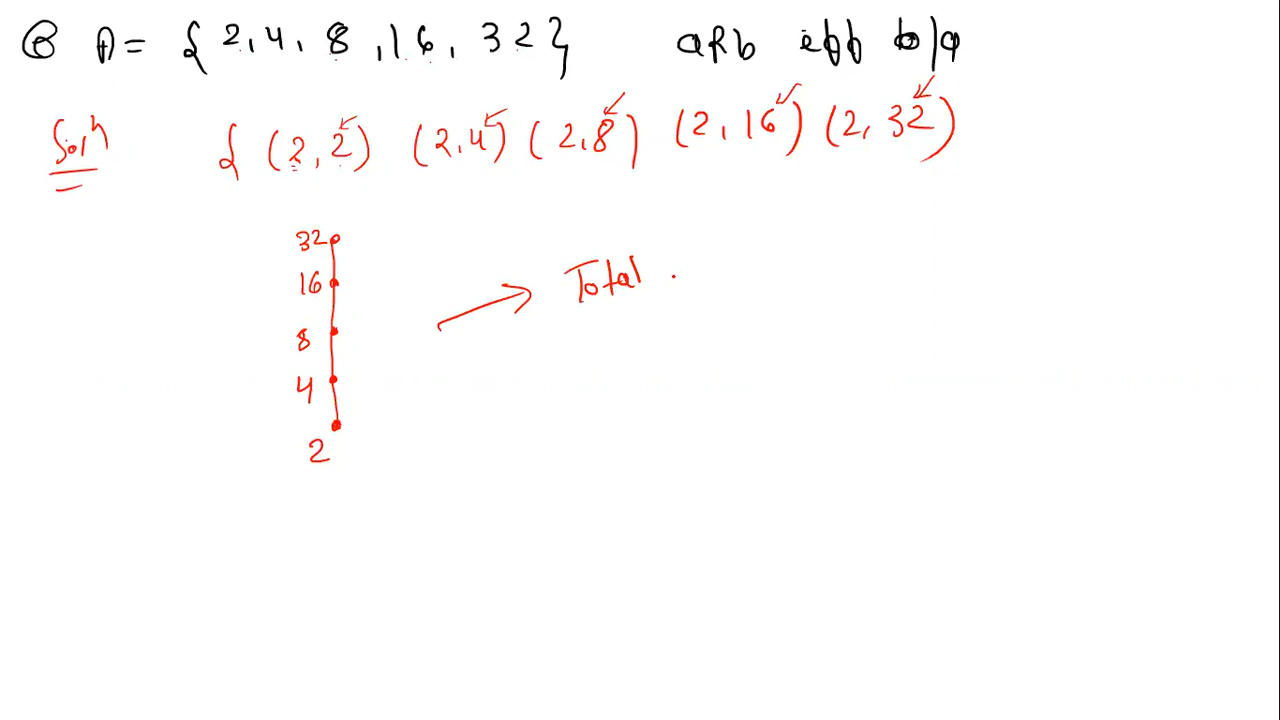 Ⓑ A = {2, 4, 8, 16, 32} aRb iff b/a
Solⁿ { (2, 2) (2, 4) (2, 8) (2, 16) (2, 32)
32
16
8
4
2
Total